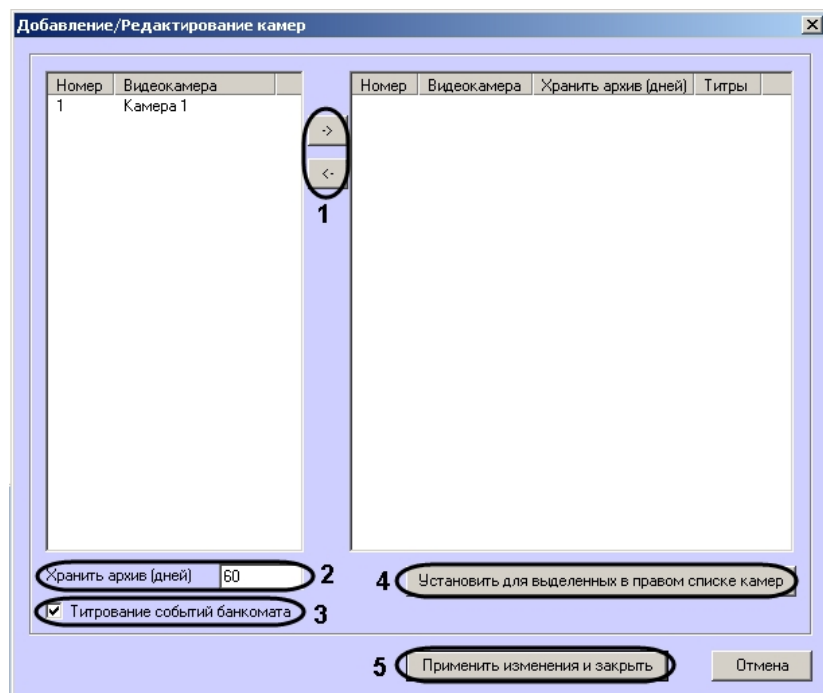 Добавление/Редактирование камер
Номер Видеокамера
1 Камера 1
->
<-
1
Номер Видеокамера Хранить архив (дней) Титры
Хранить архив (дней) 60 2
Титрование событий банкомата 3
4 Установить для выделенных в правом списке камер
5 Применить изменения и закрыть Отмена